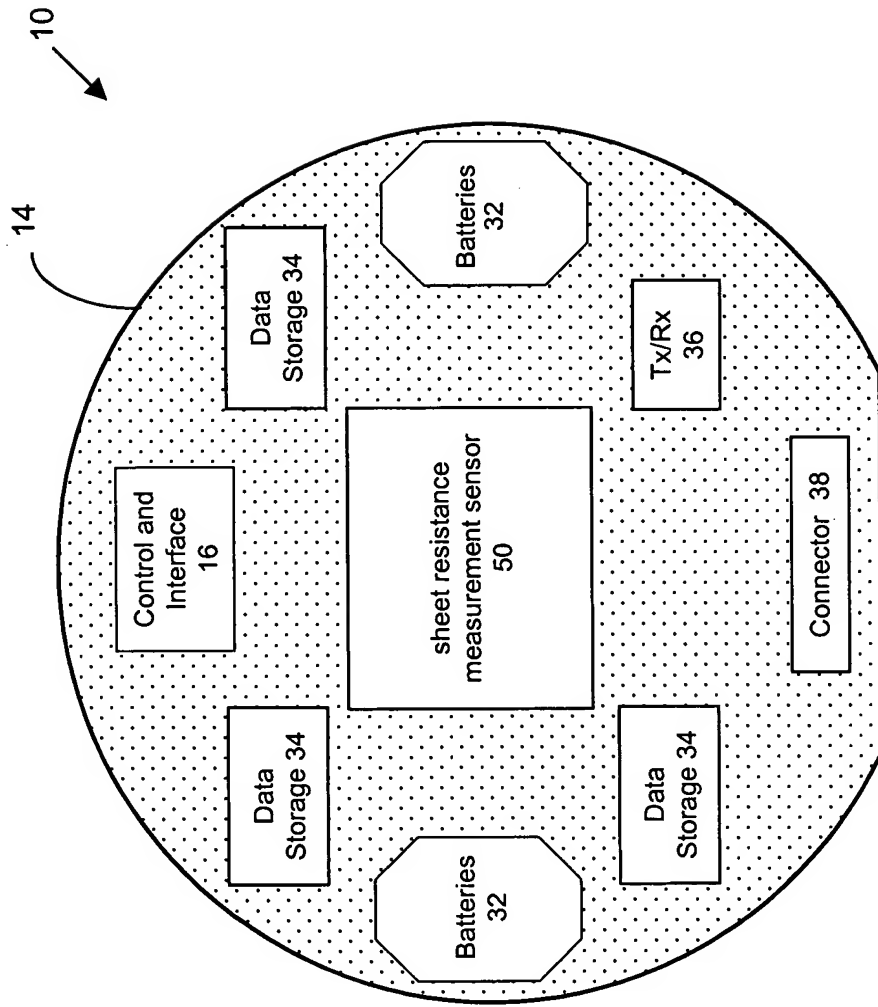 10
14
Control and
Interface
16
Data
Storage 34
Data
Storage 34
Batteries
32
sheet resistance
measurement sensor
50
Batteries
32
Data
Storage 34
Tx/Rx
36
Connector 38